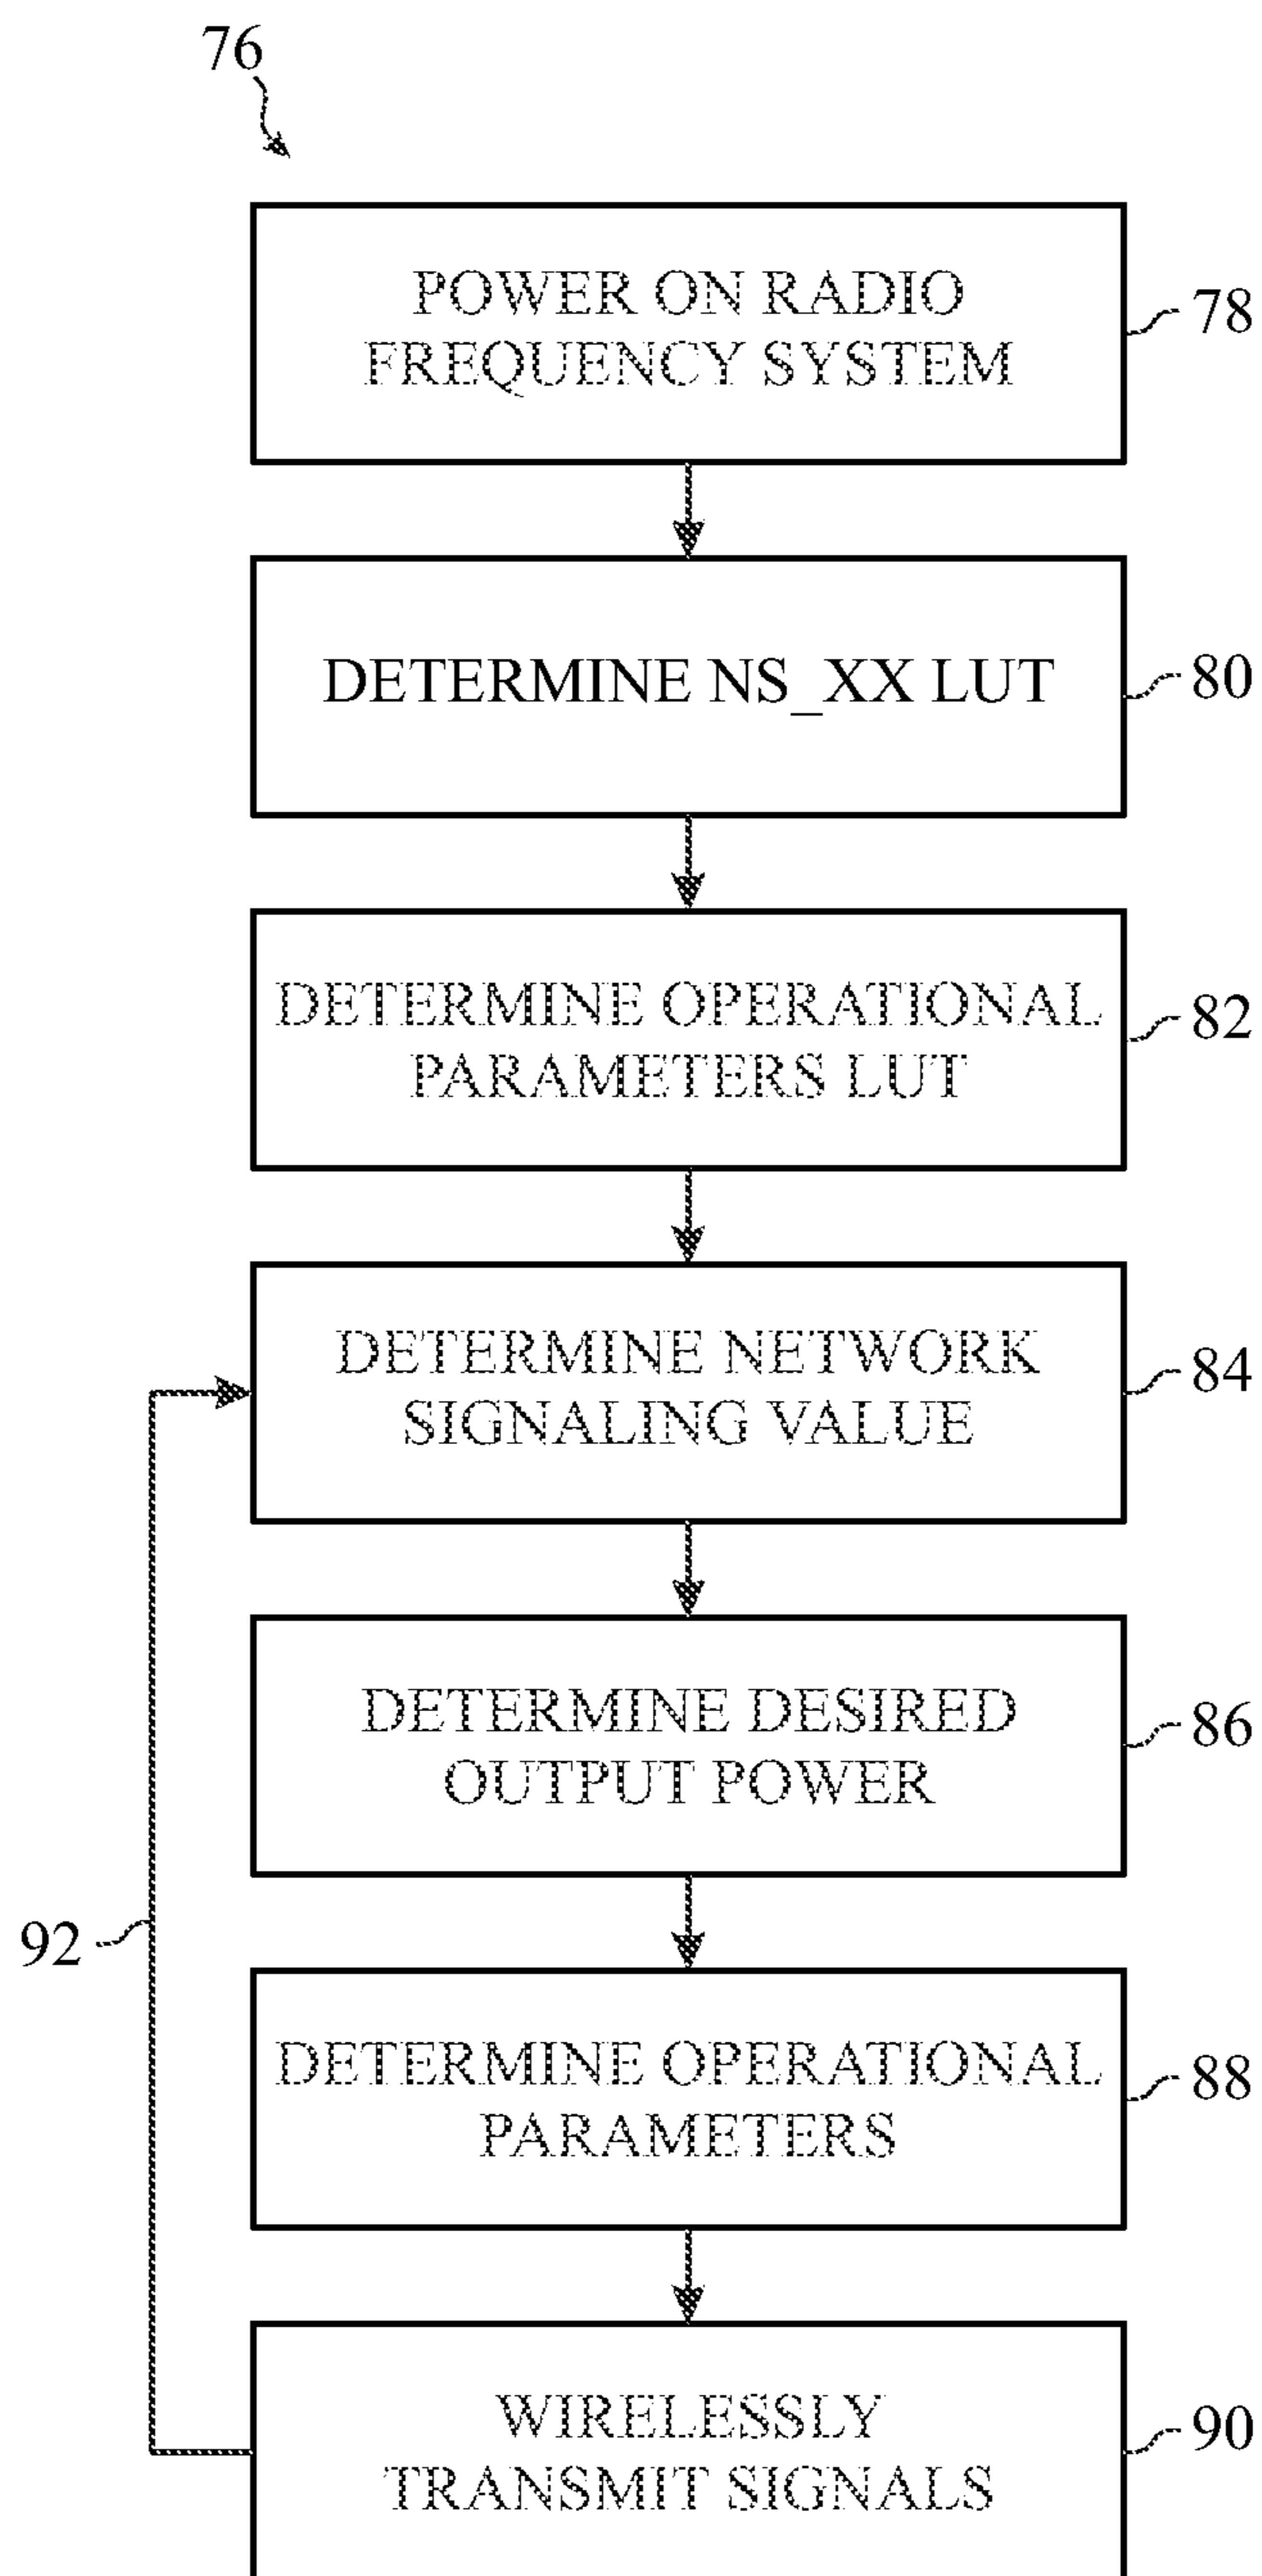 76
POWER ON RADIO
FREQUENCY SYSTEM
78
DETERMINE NS_XX LUT
80
DETERMINE OPERATIONAL
PARAMETERS LUT
82
DETERMINE NETWORK
SIGNALING VALUE
84
DETERMINE DESIRED
OUTPUT POWER
86
92
DETERMINE OPERATIONAL
PARAMETERS
88
WIRELESSLY
TRANSMIT SIGNALS
90